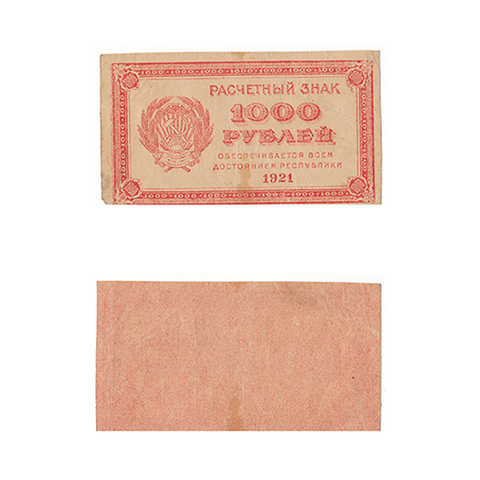 РАСЧЕТНЫЙ ЗНАК
1000
РУБЛЕЙ
ОБЕСПЕЧИВАЕТСЯ ВСЕМ
ДОСТОЯНИЕМ РЕСПУБЛИКИ
1921